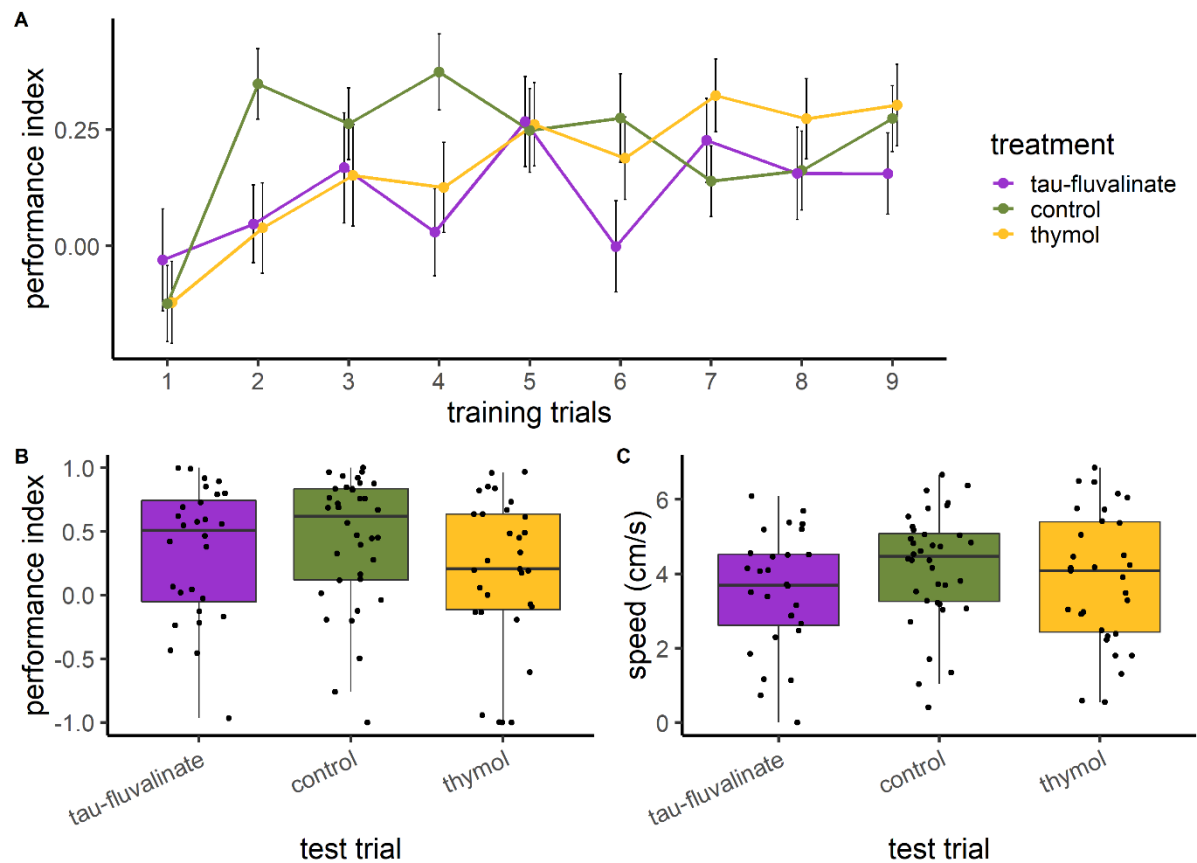 A
performance index
0.25
0.00
1 2 3 4 5 6 7 8 9
training trials
treatment
tau-fluvalinate
control
thymol
B
performance index
1.0
0.5
0.0
-0.5
-1.0
tau-fluvalinate
control
thymol
test trial
C
speed (cm/s)
6
4
2
0
tau-fluvalinate
control
thymol
test trial